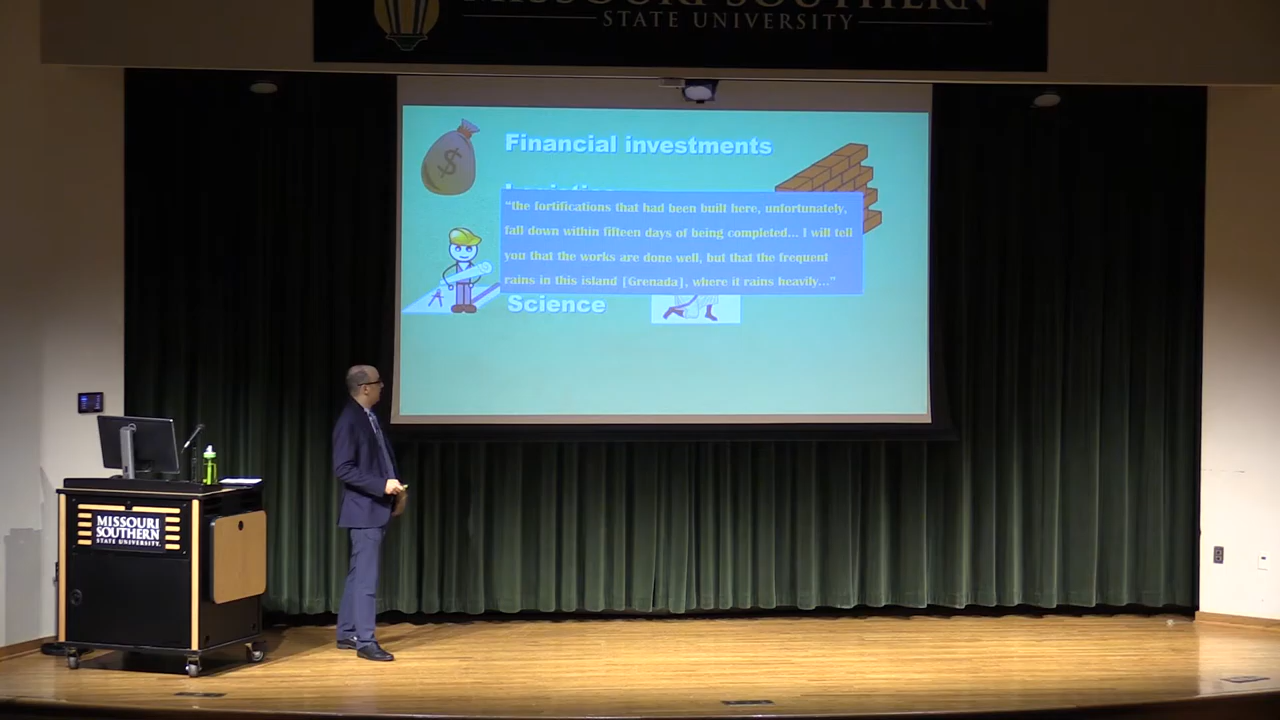 MISSOURI SOUTHERN
STATE UNIVERSITY
Financial investments
$
"the fortifications that had been built here, unfortunately,
fall down within fifteen days of being completed... I will tell
you that the works are done well, but that the frequent
rains in this island [Grenada], where it rains heavily..."
Science
MISSOURI
SOUTHERN
STATE UNIVERSITY